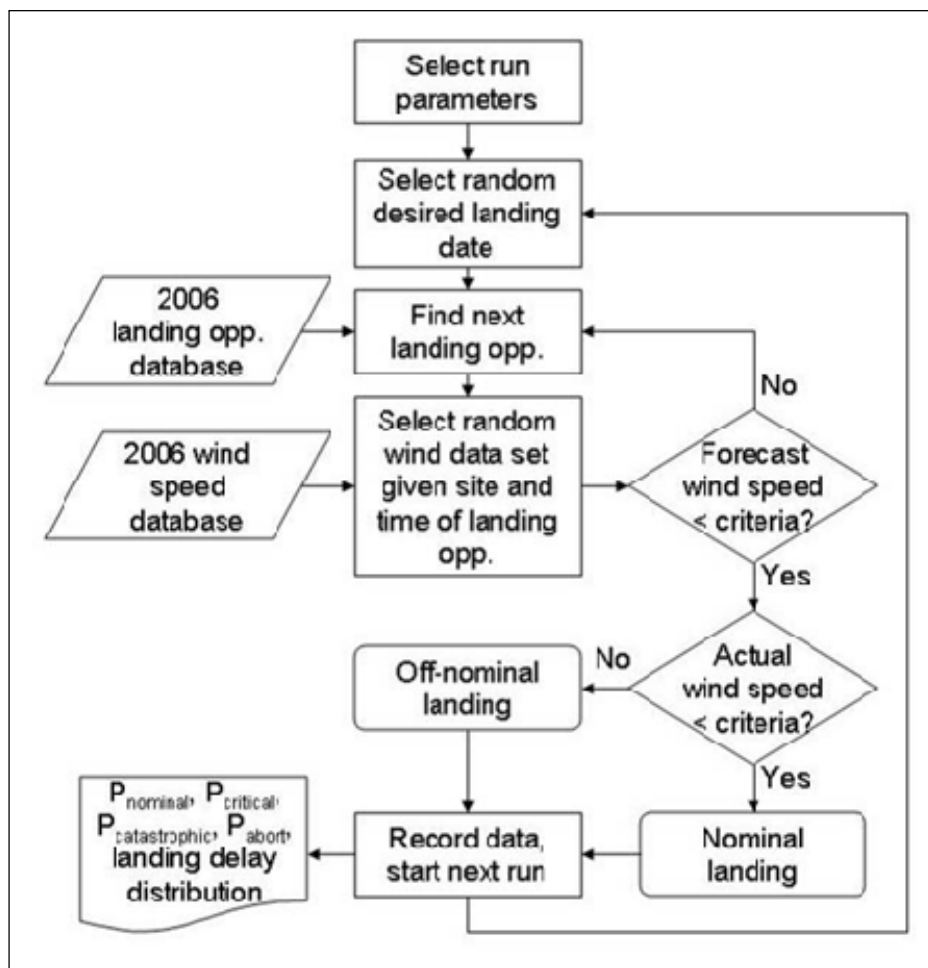 Select run
parameters
Select random
desired landing
date
2006
landing opp.
database
Find next
landing opp.
No
2006 wind
speed
database
Select random
wind data set
given site and
time of landing
opp.
Forecast
wind speed
< criteria?
Yes
Off-nominal
landing
No
Actual
wind speed
< criteria?
Yes
Pnominal, Pcritical,
Pcatastrophic, Pabort,
landing delay
distribution
Record data,
start next run
Nominal
landing